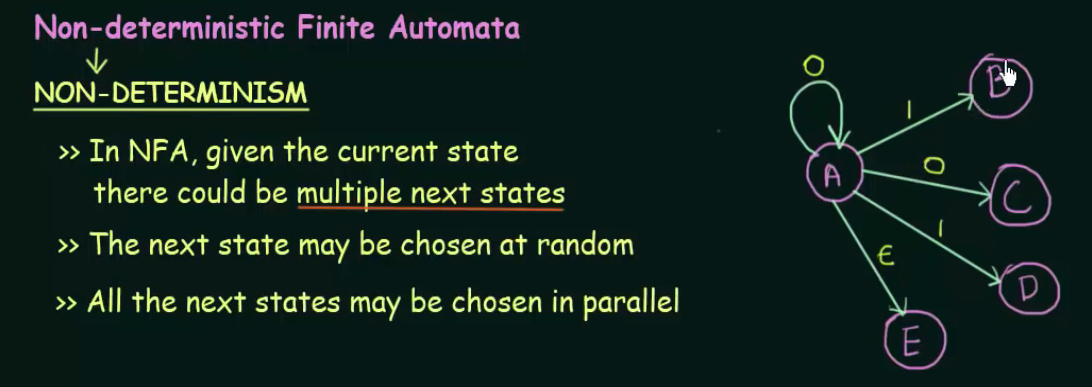 Non-deterministic Finite Automata
NON-DETERMINISM
>> In NFA, given the current state
there could be multiple next states
>> The next state may be chosen at random
>> All the next states may be chosen in parallel
0
1
B
A
0
C
1
D
ε
E